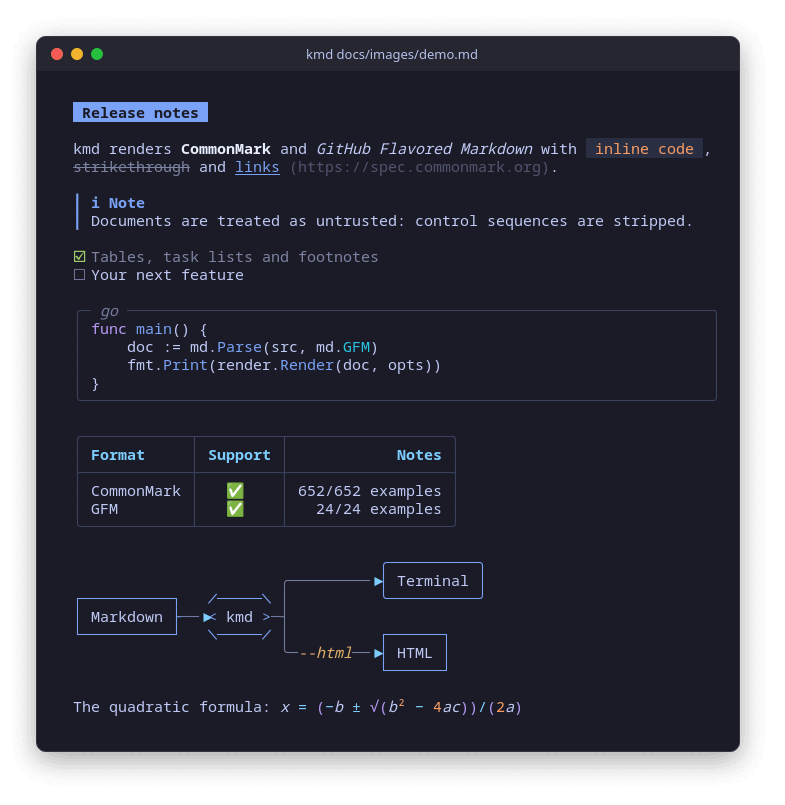 kmd docs/images/demo.md
Release notes
kmd renders CommonMark and GitHub Flavored Markdown with inline code ,
strikethrough and links (https://spec.commonmark.org).
i Note
Documents are treated as untrusted: control sequences are stripped.
☑ Tables, task lists and footnotes
☐ Your next feature
go
func main() {
    doc := md.Parse(src, md.GFM)
    fmt.Print(render.Render(doc, opts))
}
Format Support Notes
CommonMark ✅ 652/652 examples
GFM ✅ 24/24 examples
Terminal
Markdown < kmd >
--html HTML
The quadratic formula: x = (−b ± √(b² − 4ac))/(2a)